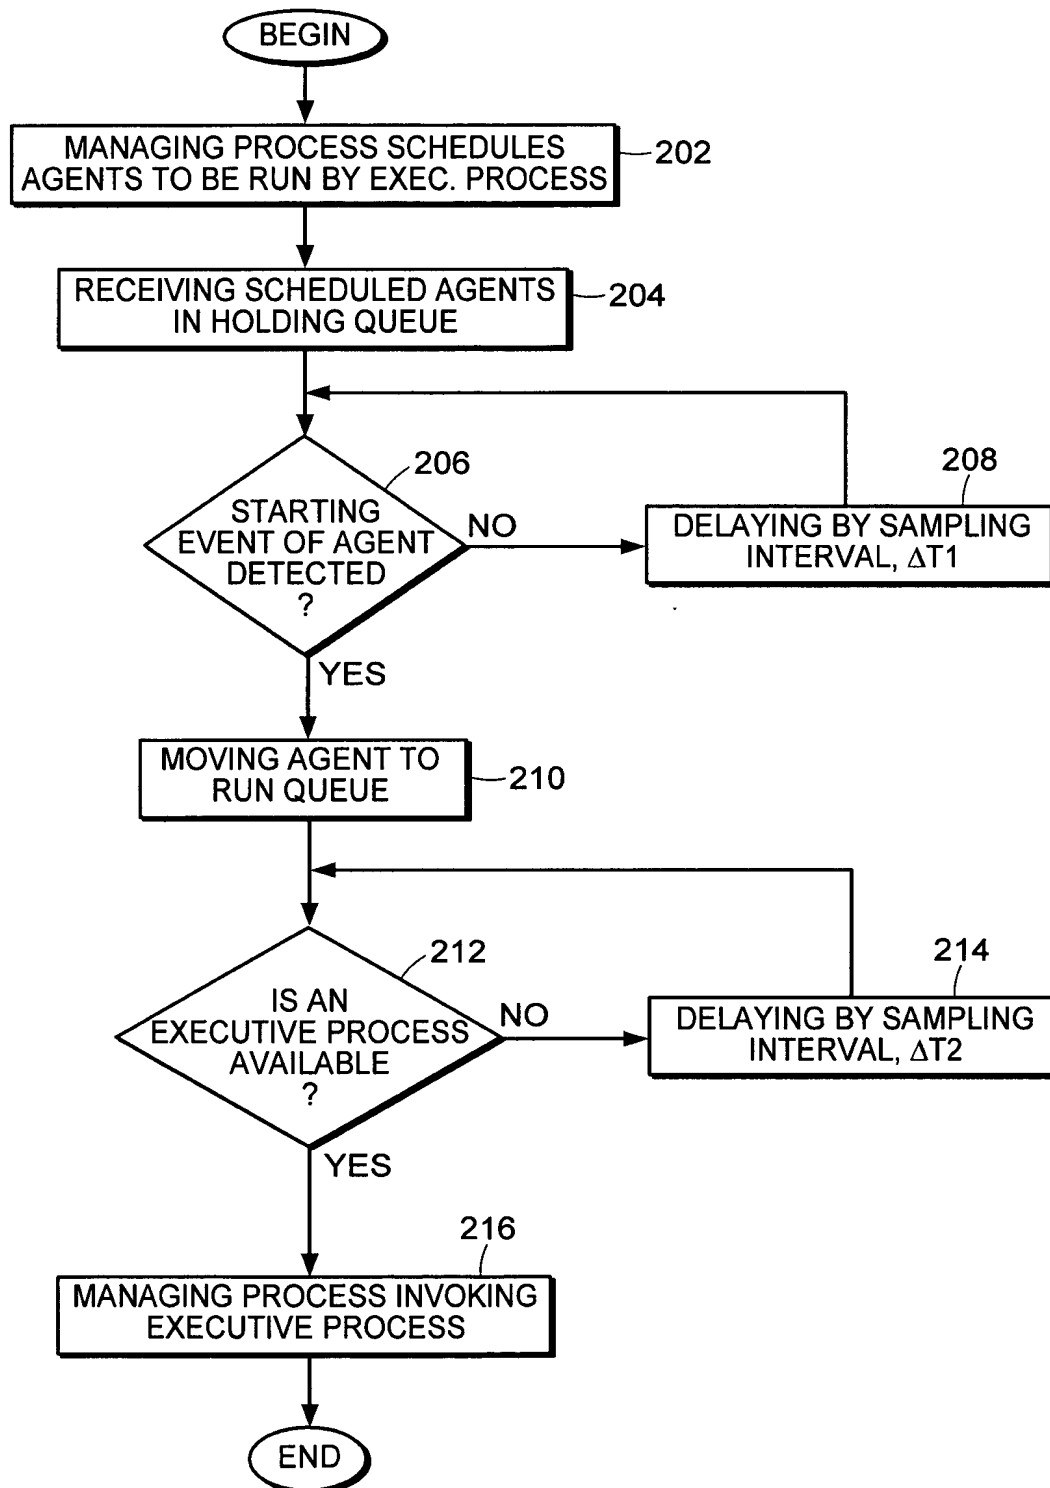 BEGIN
MANAGING PROCESS SCHEDULES
AGENTS TO BE RUN BY EXEC. PROCESS
202
RECEIVING SCHEDULED AGENTS
IN HOLDING QUEUE
204
206
STARTING
EVENT OF AGENT
DETECTED
?
NO
208
DELAYING BY SAMPLING
INTERVAL, ΔT1
YES
MOVING AGENT TO
RUN QUEUE
210
212
IS AN
EXECUTIVE PROCESS
AVAILABLE
?
NO
214
DELAYING BY SAMPLING
INTERVAL, ΔT2
YES
216
MANAGING PROCESS INVOKING
EXECUTIVE PROCESS
END